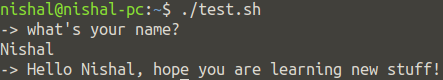 nishal@nishal-pc:~$ ./test.sh
-> what's your name?
Nishal
-> Hello Nishal, hope you are learning new stuff!